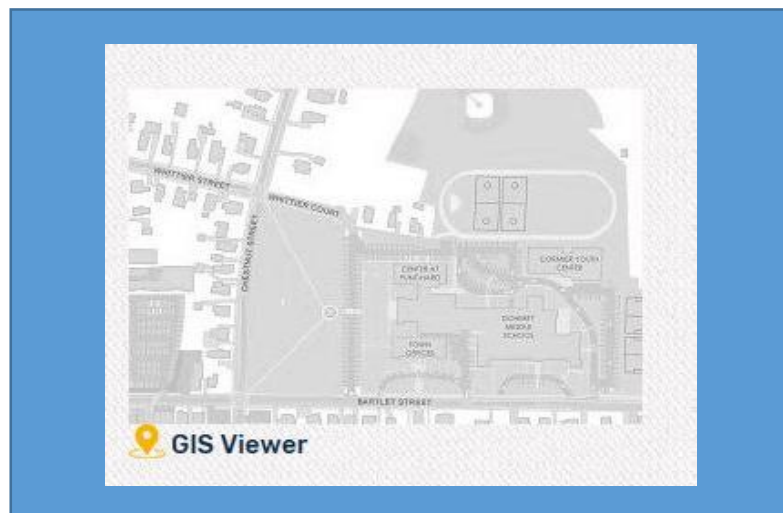 WHITTIER STREET
WHITTIER COURT
CHESTNUT STREET
CORMIER YOUTH
CENTER
CENTER AT
PUNCHARD
DOHERTY
MIDDLE
SCHOOL
TOWN
OFFICES
BARTLET STREET
GIS Viewer